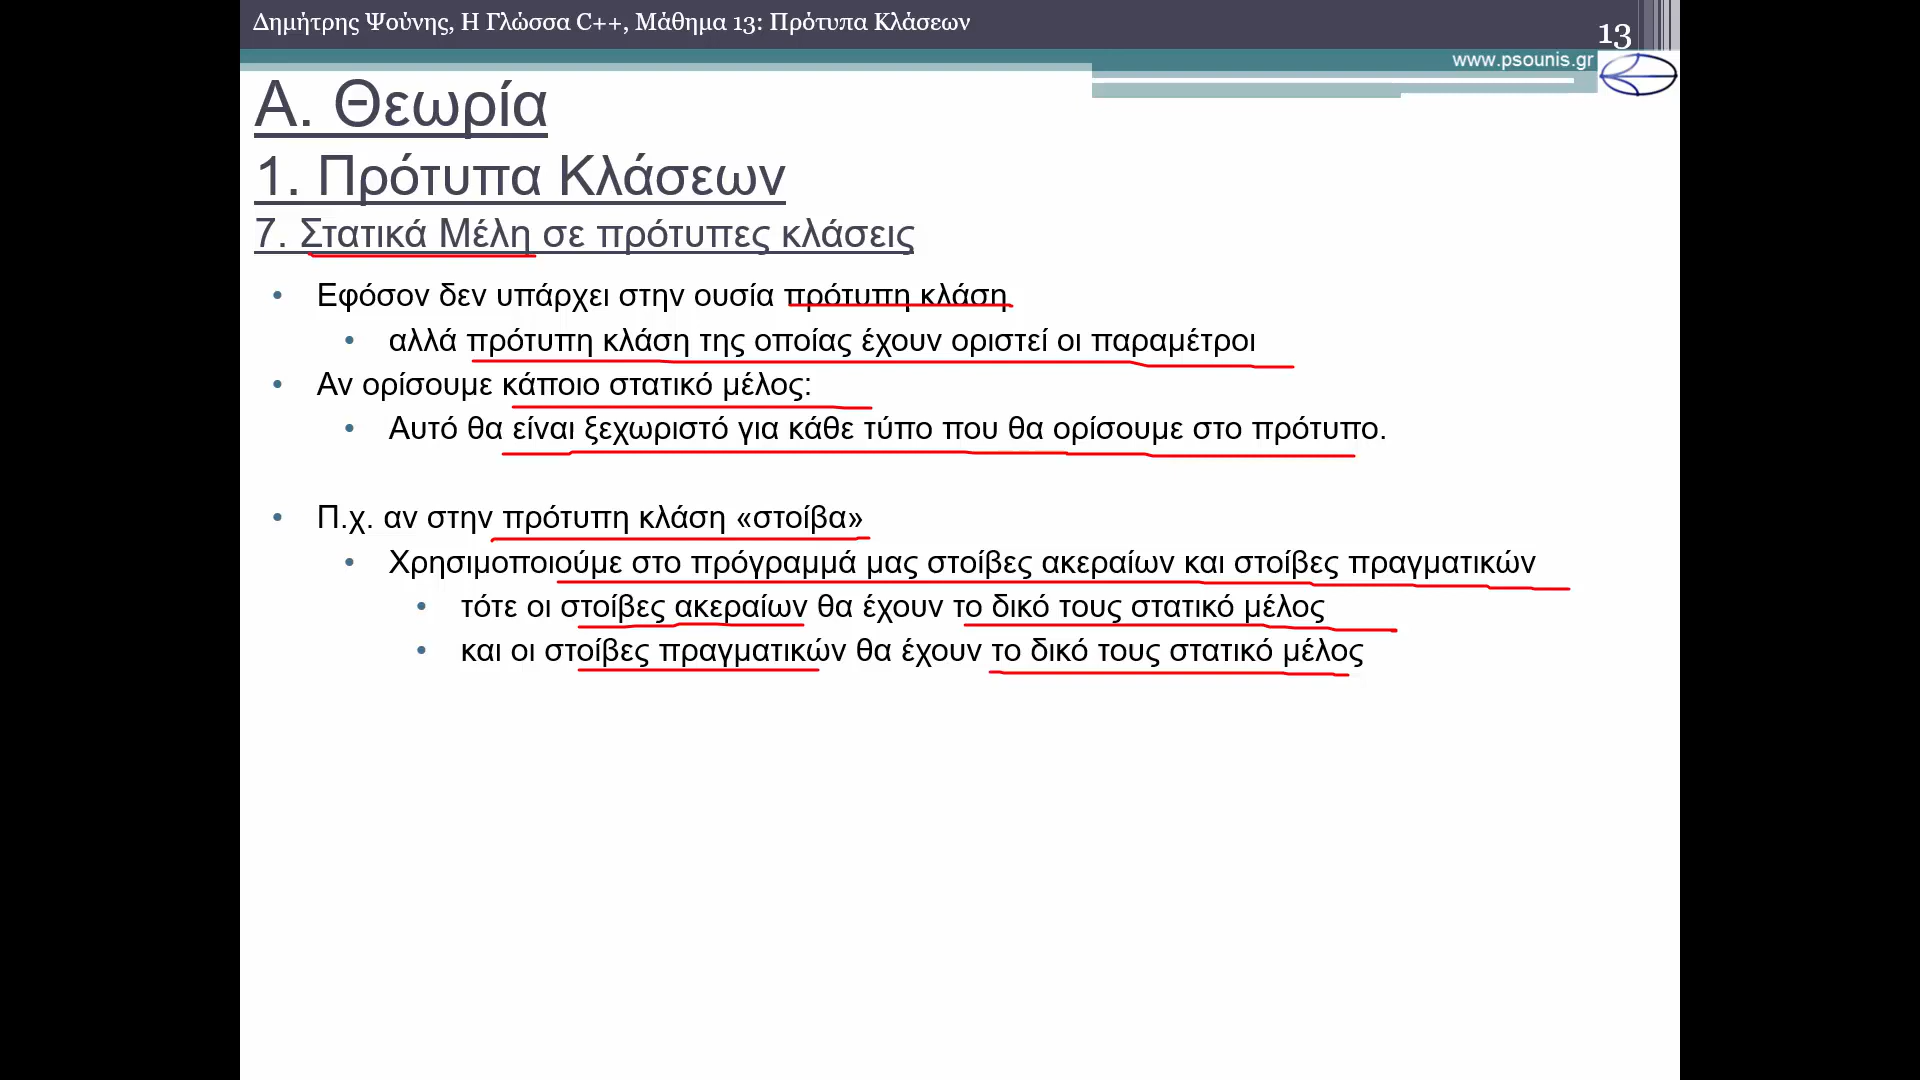 Δημήτρης Ψούνης, Η Γλώσσα C++, Μάθημα 13: Πρότυπα Κλάσεων
13
www.psounis.gr
Α. Θεωρία
1. Πρότυπα Κλάσεων
7. Στατικά Μέλη σε πρότυπες κλάσεις
• Εφόσον δεν υπάρχει στην ουσία πρότυπη κλάση
• αλλά πρότυπη κλάση της οποίας έχουν οριστεί οι παραμέτροι
• Αν ορίσουμε κάποιο στατικό μέλος:
• Αυτό θα είναι ξεχωριστό για κάθε τύπο που θα ορίσουμε στο πρότυπο.
• Π.χ. αν στην πρότυπη κλάση «στοίβα»
• Χρησιμοποιούμε στο πρόγραμμά μας στοίβες ακεραίων και στοίβες πραγματικών
• τότε οι στοίβες ακεραίων θα έχουν το δικό τους στατικό μέλος
• και οι στοίβες πραγματικών θα έχουν το δικό τους στατικό μέλος